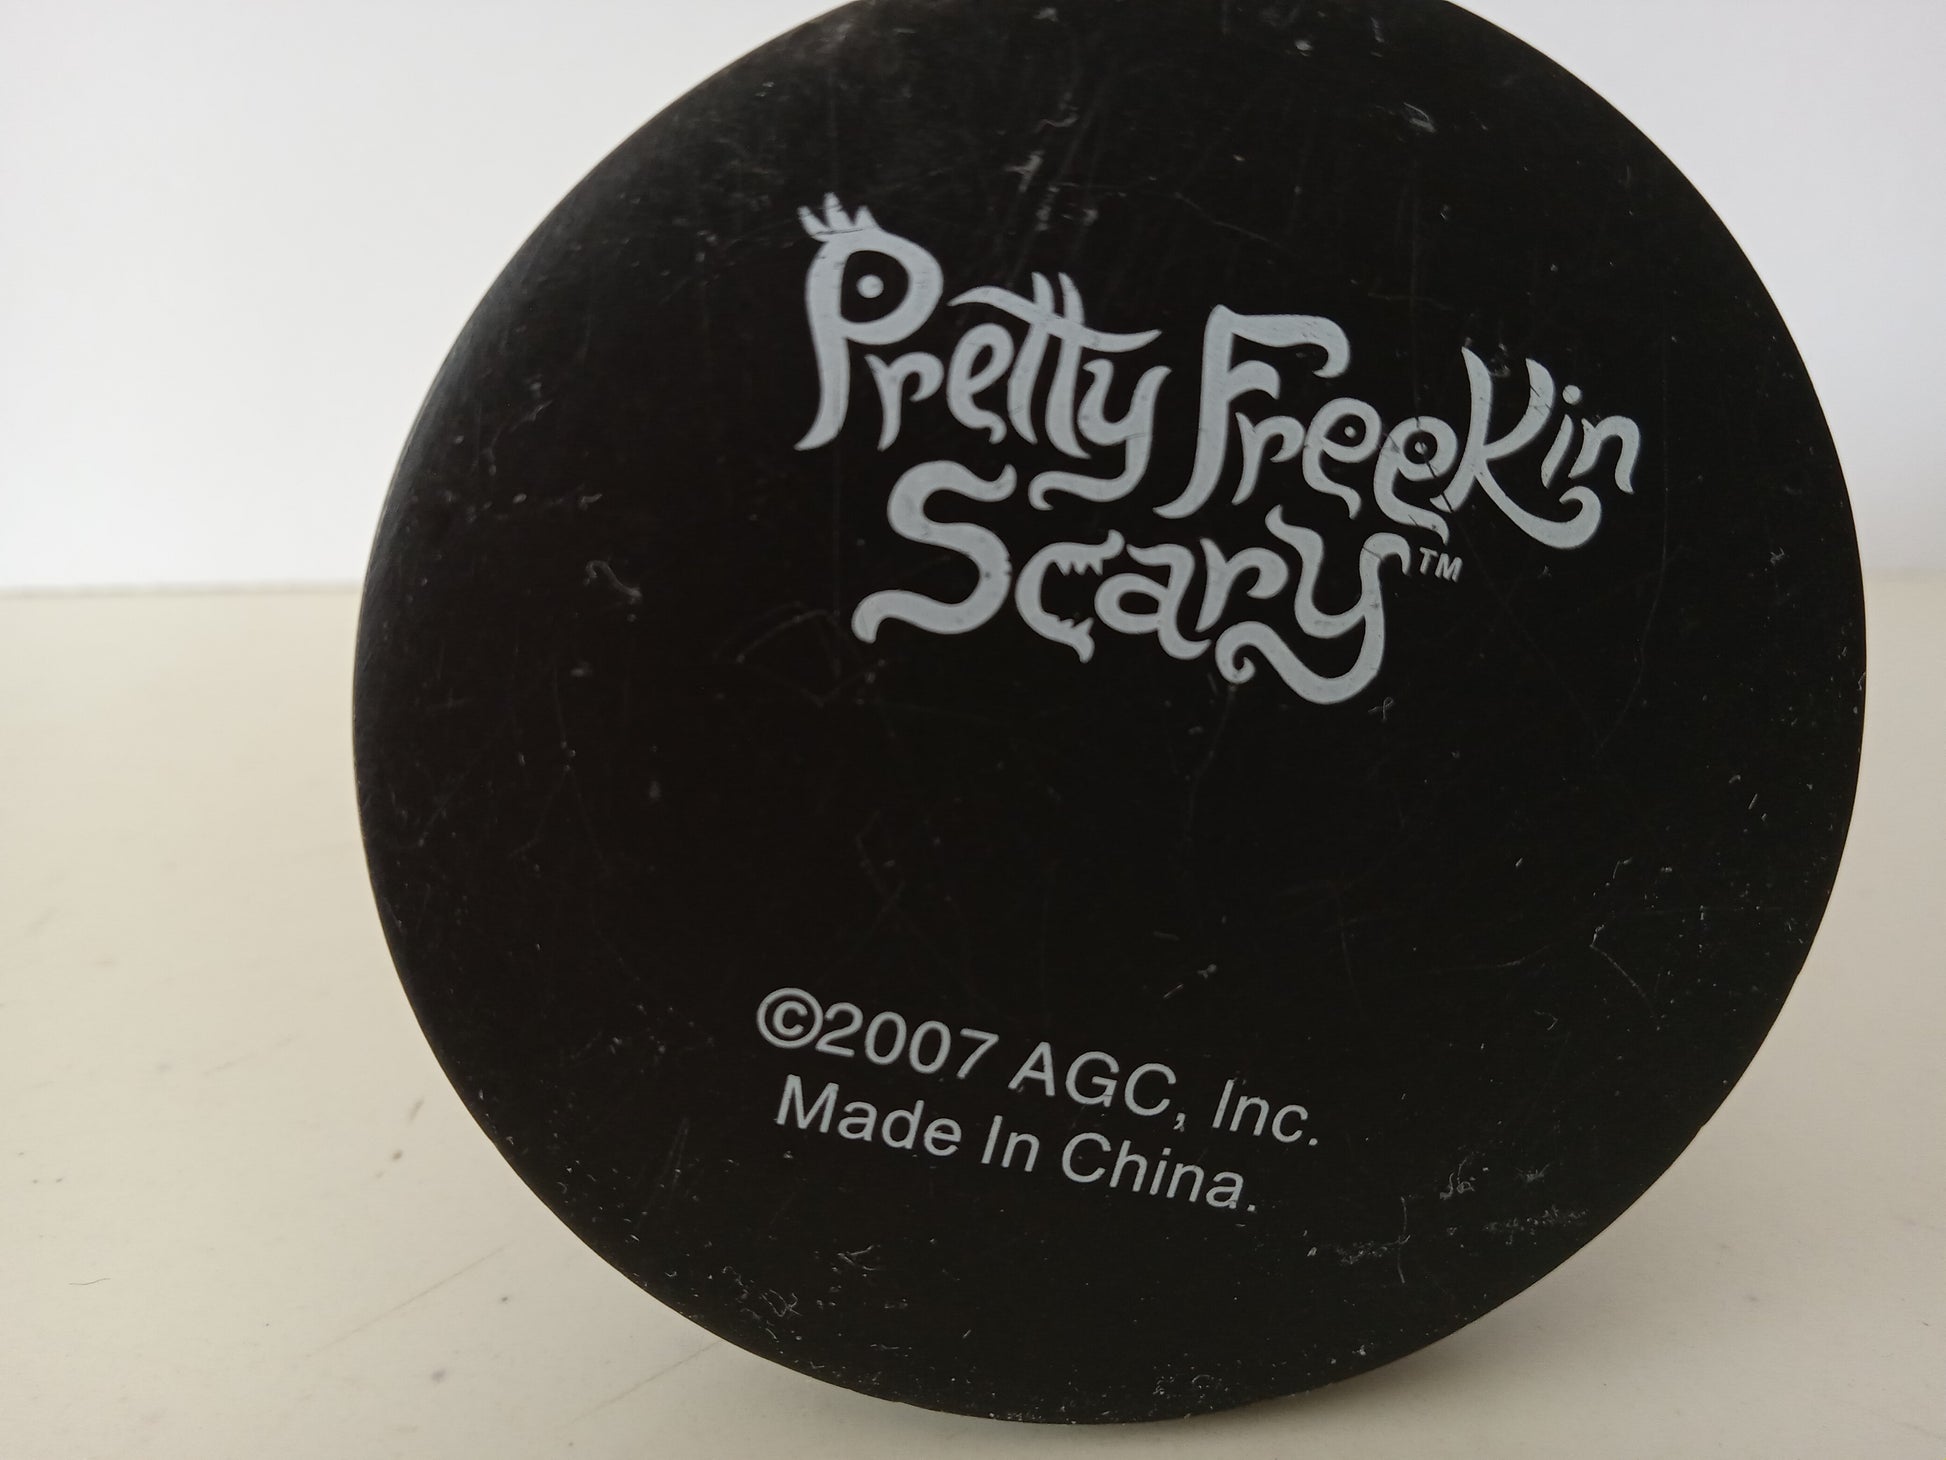 Pretty FreeKin
Scary™
©2007 AGC, Inc.
Made In China.